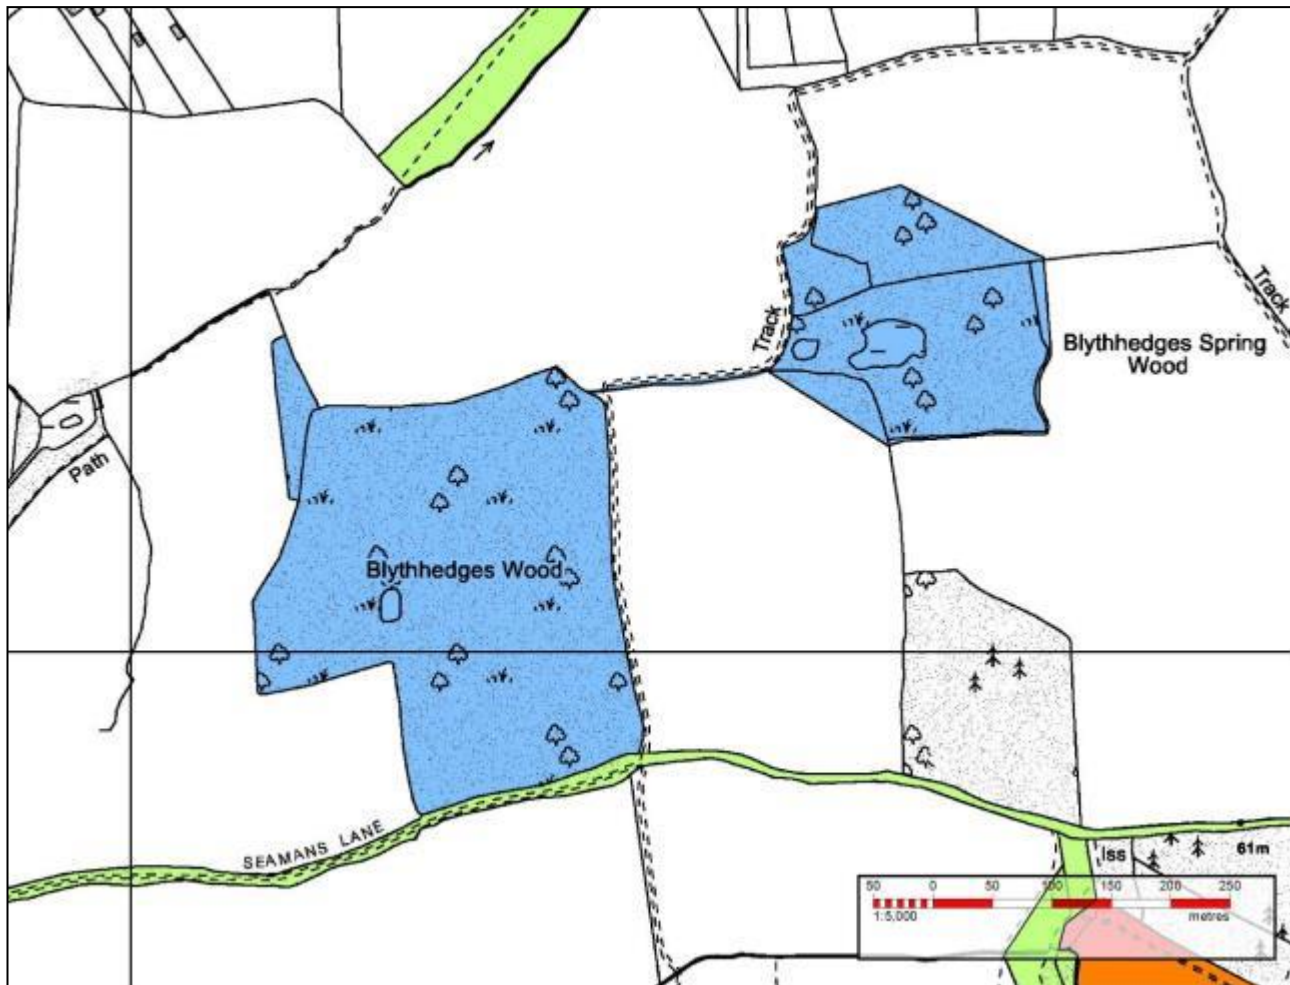 Track
Track
Blythhedges Spring
Wood
Path
Blythhedges Wood
SEAMANS LANE
Iss
61m
50 0 50 100 150 200 250
1:5,000 metres